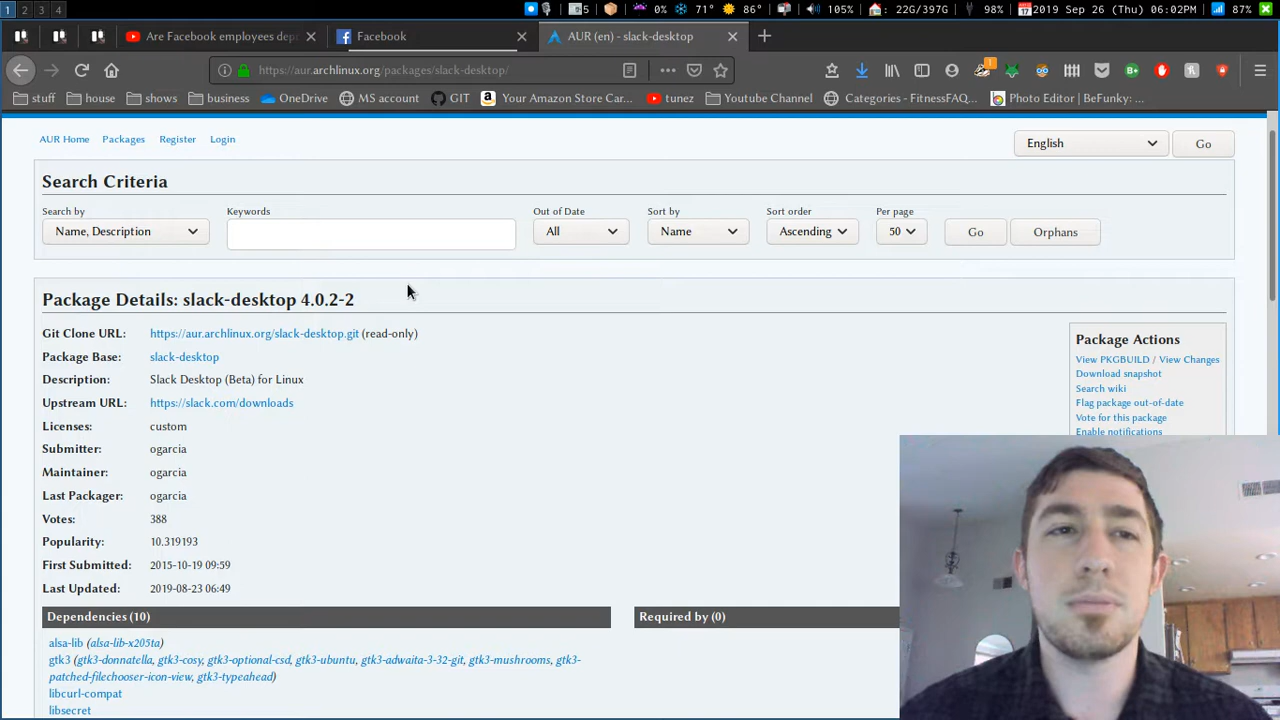 1 2 3 4 5 0% 71° 86° 105% : 22G/397G 98% 2019 Sep 26 (Thu) 06:02PM 87%
Are Facebook employees dep Facebook AUR (en) - slack-desktop
https://aur.archlinux.org/packages/slack-desktop/ 1
stuff house shows business OneDrive MS account GIT Your Amazon Store Car... tunez Youtube Channel Categories - FitnessFAQ... Photo Editor | BeFunky: ...
AUR Home Packages Register Login English Go
Search Criteria
Search by Keywords Out of Date Sort by Sort order Per page
Name, Description All Name Ascending 50 Go Orphans
Package Details: slack-desktop 4.0.2-2
Git Clone URL: https://aur.archlinux.org/slack-desktop.git (read-only)
Package Base: slack-desktop
Description: Slack Desktop (Beta) for Linux
Upstream URL: https://slack.com/downloads
Licenses: custom
Submitter: ogarcia
Maintainer: ogarcia
Last Packager: ogarcia
Votes: 388
Popularity: 10.319193
First Submitted: 2015-10-19 09:59
Last Updated: 2019-08-23 06:49
Package Actions
View PKGBUILD / View Changes
Download snapshot
Search wiki
Flag package out-of-date
Vote for this package
Enable notifications
Dependencies (10) Required by (0)
alsa-lib (alsa-lib-x205ta)
gtk3 (gtk3-donnatella, gtk3-cosy, gtk3-optional-csd, gtk3-ubuntu, gtk3-adwaita-3-32-git, gtk3-mushrooms, gtk3-
patched-filechooser-icon-view, gtk3-typeahead)
libcurl-compat
libsecret